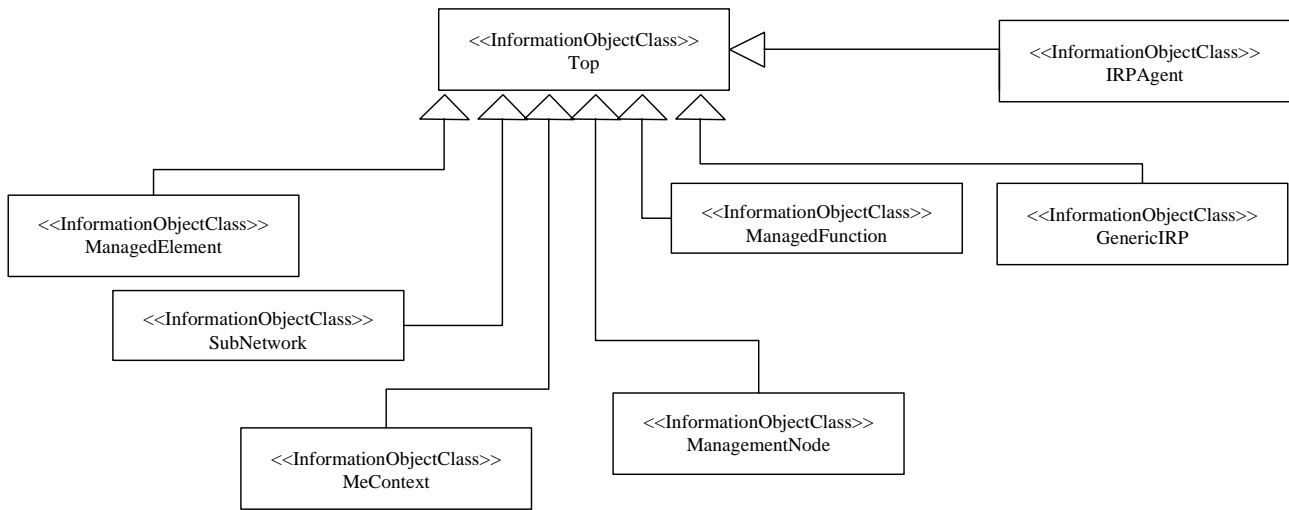 <<InformationObjectClass>>
Top
<<InformationObjectClass>>
IRPAgent
<<InformationObjectClass>>
ManagedElement
<<InformationObjectClass>>
ManagedFunction
<<InformationObjectClass>>
GenericIRP
<<InformationObjectClass>>
SubNetwork
<<InformationObjectClass>>
ManagementNode
<<InformationObjectClass>>
MeContext